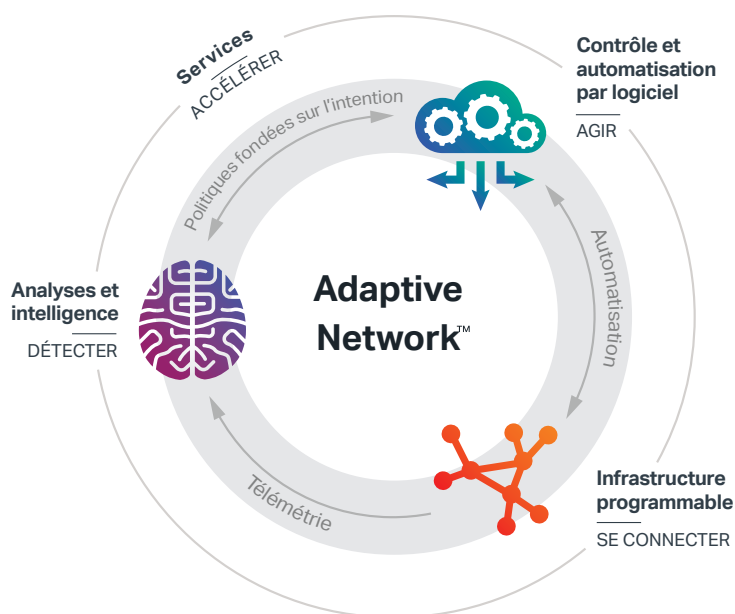 Services
ACCÉLÉRER
Contrôle et
automatisation
par logiciel
AGIR
Politiques fondées sur l'intention
Automatisation
Analyses et
intelligence
DÉTECTER
Adaptive
Network™
Infrastructure
programmable
SE CONNECTER
Télémétrie